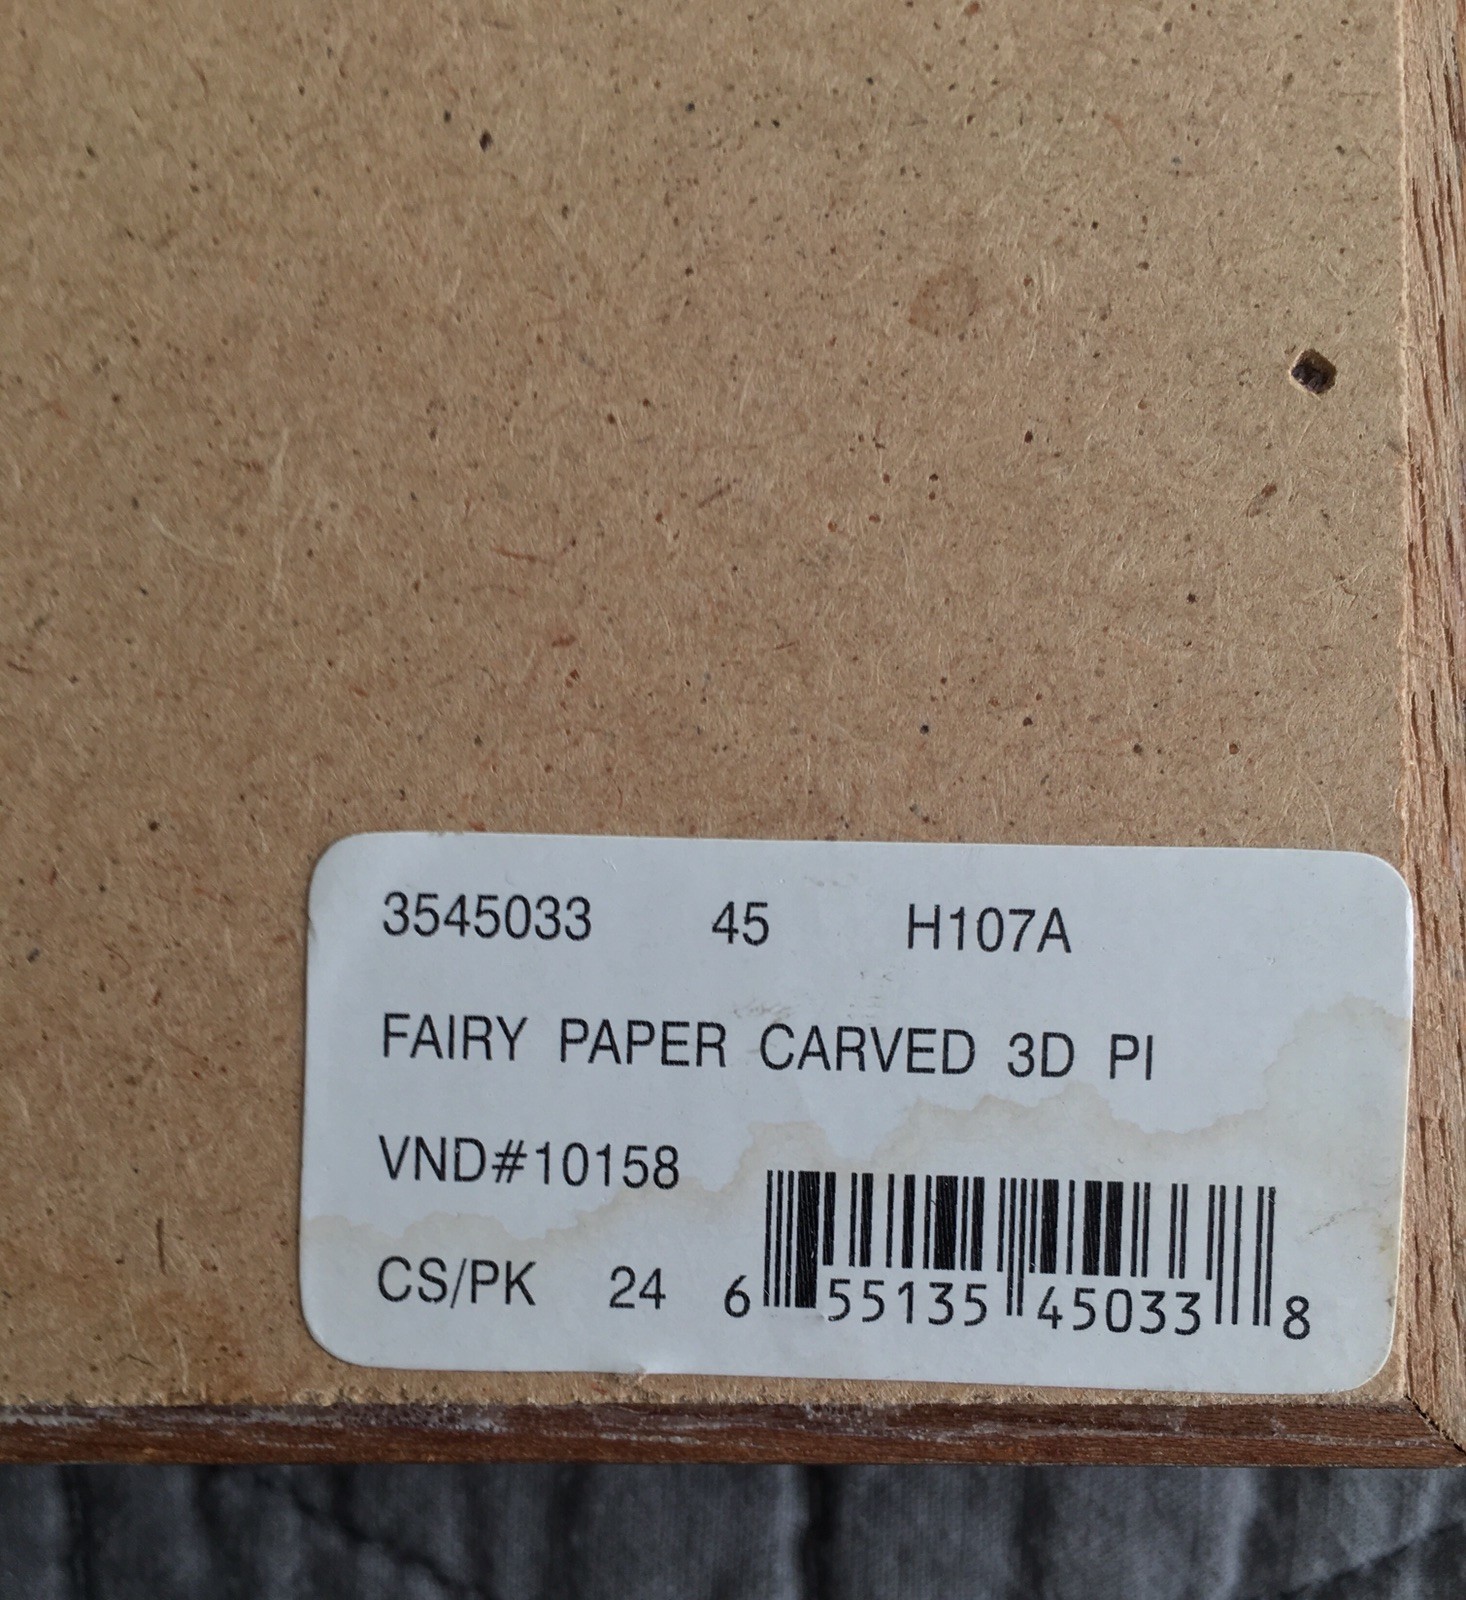 3545033 45 H107A
FAIRY PAPER CARVED 3D PI
VND#10158
CS/PK 24 6 55135 45033 8